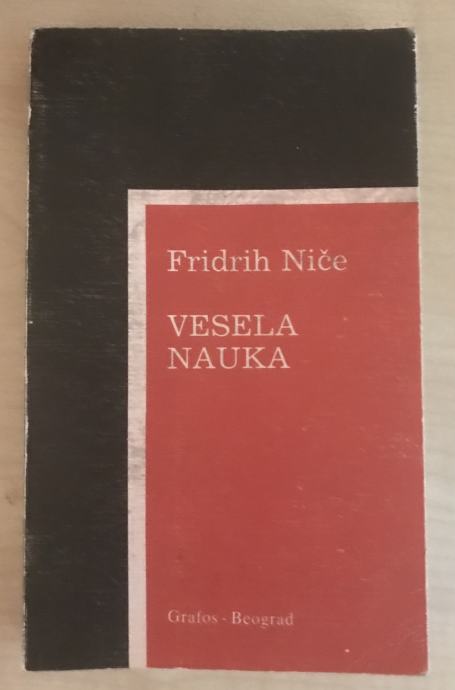 Fridrih Niče
VESELA
NAUKA
Grafos - Beograd